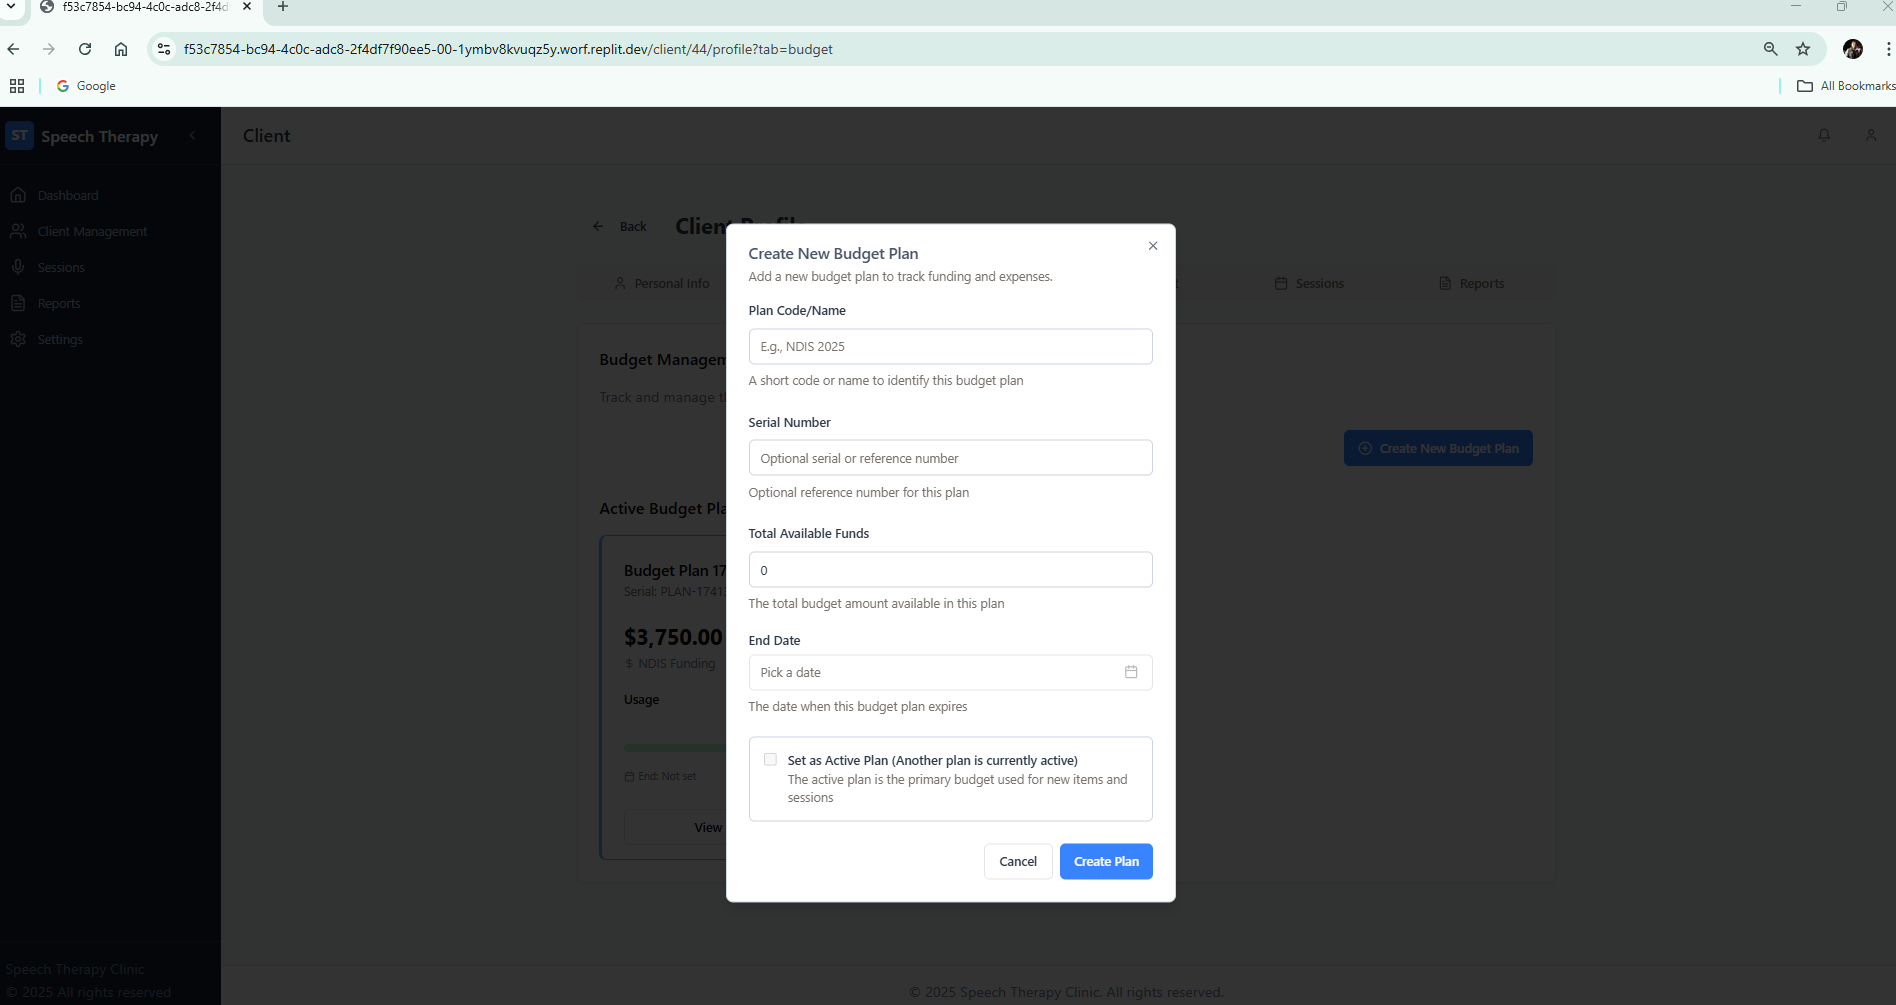 f53c7854-bc94-4c0c-adc8-2f4d
f53c7854-bc94-4c0c-adc8-2f4df7f90ee5-00-1ymbv8kvuqz5y.worf.replit.dev/client/44/profile?tab=budget
Google
All Bookmarks
ST Speech Therapy
Client
Dashboard
Client Management
Sessions
Reports
Settings
Back
Client Profile
Personal Info
Sessions
Reports
Budget Managem
Track and manage
Create New Budget Plan
Active Budget Pla
Budget Plan 17
Serial: PLAN-1741
$3,750.00
$ NDIS Funding
Usage
End: Not set
View
Create New Budget Plan
Add a new budget plan to track funding and expenses.
Plan Code/Name
E.g., NDIS 2025
A short code or name to identify this budget plan
Serial Number
Optional serial or reference number
Optional reference number for this plan
Total Available Funds
0
The total budget amount available in this plan
End Date
Pick a date
The date when this budget plan expires
Set as Active Plan (Another plan is currently active)
The active plan is the primary budget used for new items and
sessions
Cancel
Create Plan
Speech Therapy Clinic
© 2025 All rights reserved
© 2025 Speech Therapy Clinic. All rights reserved.